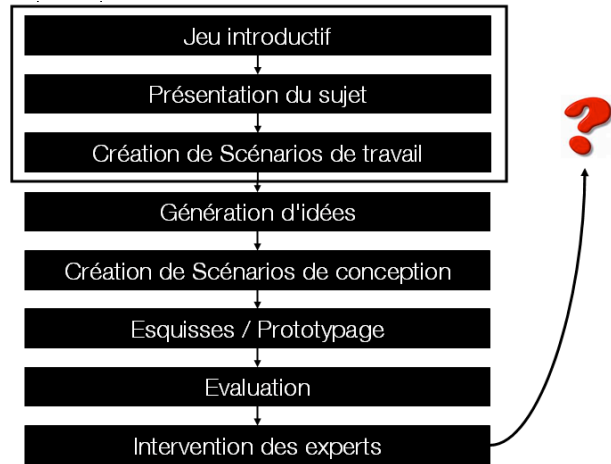 Jeu introductif
Présentation du sujet
Création de Scénarios de travail
Génération d'idées
Création de Scénarios de conception
Esquisses / Prototypage
Evaluation
Intervention des experts
?